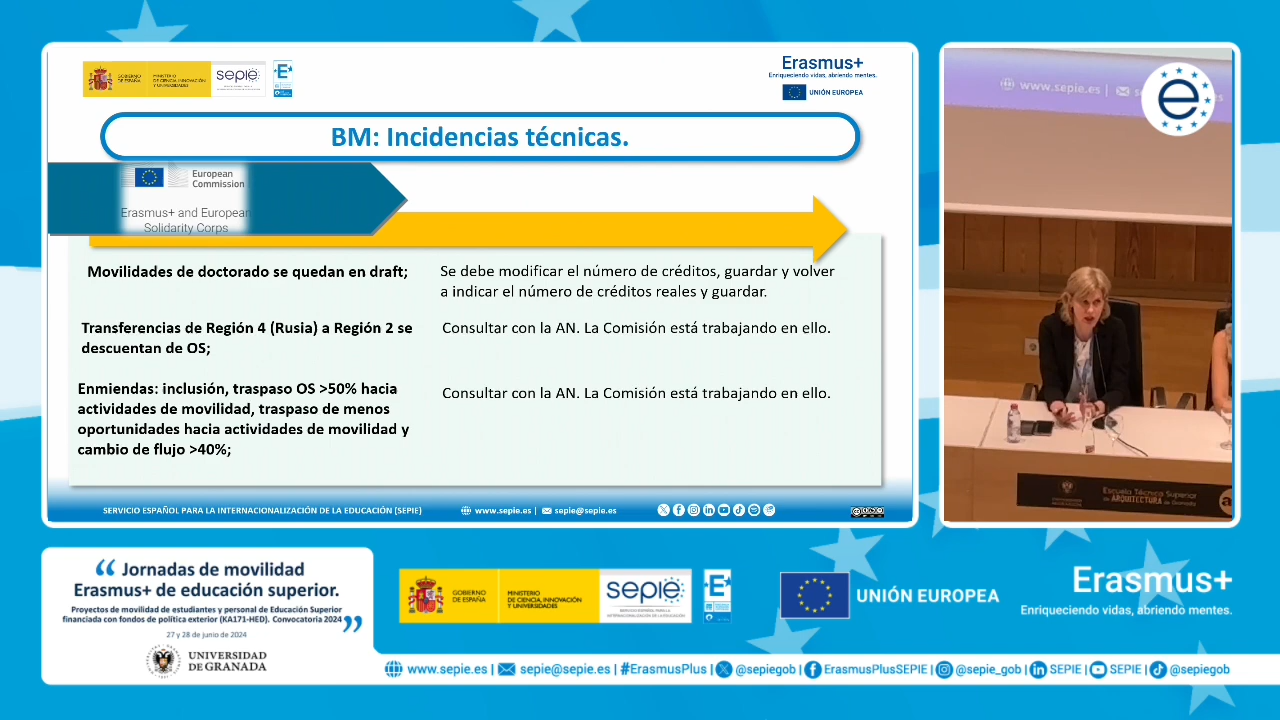 GOBIERNO
DE ESPAÑA
MINISTERIO
DE CIENCIA, INNOVACIÓN
Y UNIVERSIDADES
sepie
Erasmus+
Enriqueciendo vidas, abriendo mentes.
UNIÓN EUROPEA
BM: Incidencias técnicas.
European
Commission
Erasmus+ and European
Solidarity Corps
Movilidades de doctorado se quedan en draft;
Se debe modificar el número de créditos, guardar y volver
a indicar el número de créditos reales y guardar.
Transferencias de Región 4 (Rusia) a Región 2 se
descuentan de OS;
Consultar con la AN. La Comisión está trabajando en ello.
Enmiendas: inclusión, traspaso OS >50% hacia
actividades de movilidad, traspaso de menos
oportunidades hacia actividades de movilidad y
cambio de flujo >40%;
Consultar con la AN. La Comisión está trabajando en ello.
SERVICIO ESPAÑOL PARA LA INTERNACIONALIZACIÓN DE LA EDUCACIÓN (SEPIE)
www.sepie.es | sepie@sepie.es
www.sepie.es
e
Escuela Técnica Superior
de ARQUITECTURA de Granada
“ Jornadas de movilidad
Erasmus+ de educación superior.
Proyectos de movilidad de estudiantes y personal de Educación Superior
financiada con fondos de política exterior (KA171-HED). Convocatoria 2024 ”
27 y 28 de junio de 2024
UNIVERSIDAD
DE GRANADA
GOBIERNO
DE ESPAÑA
MINISTERIO
DE CIENCIA, INNOVACIÓN
Y UNIVERSIDADES
sepie
SERVICIO ESPAÑOL PARA LA
INTERNACIONALIZACIÓN DE LA EDUCACIÓN
UNIÓN EUROPEA
Erasmus+
Enriqueciendo vidas, abriendo mentes.
www.sepie.es | sepie@sepie.es | #ErasmusPlus | @sepiegob | ErasmusPlusSEPIE | @sepie_gob | SEPIE | SEPIE | @sepiegob